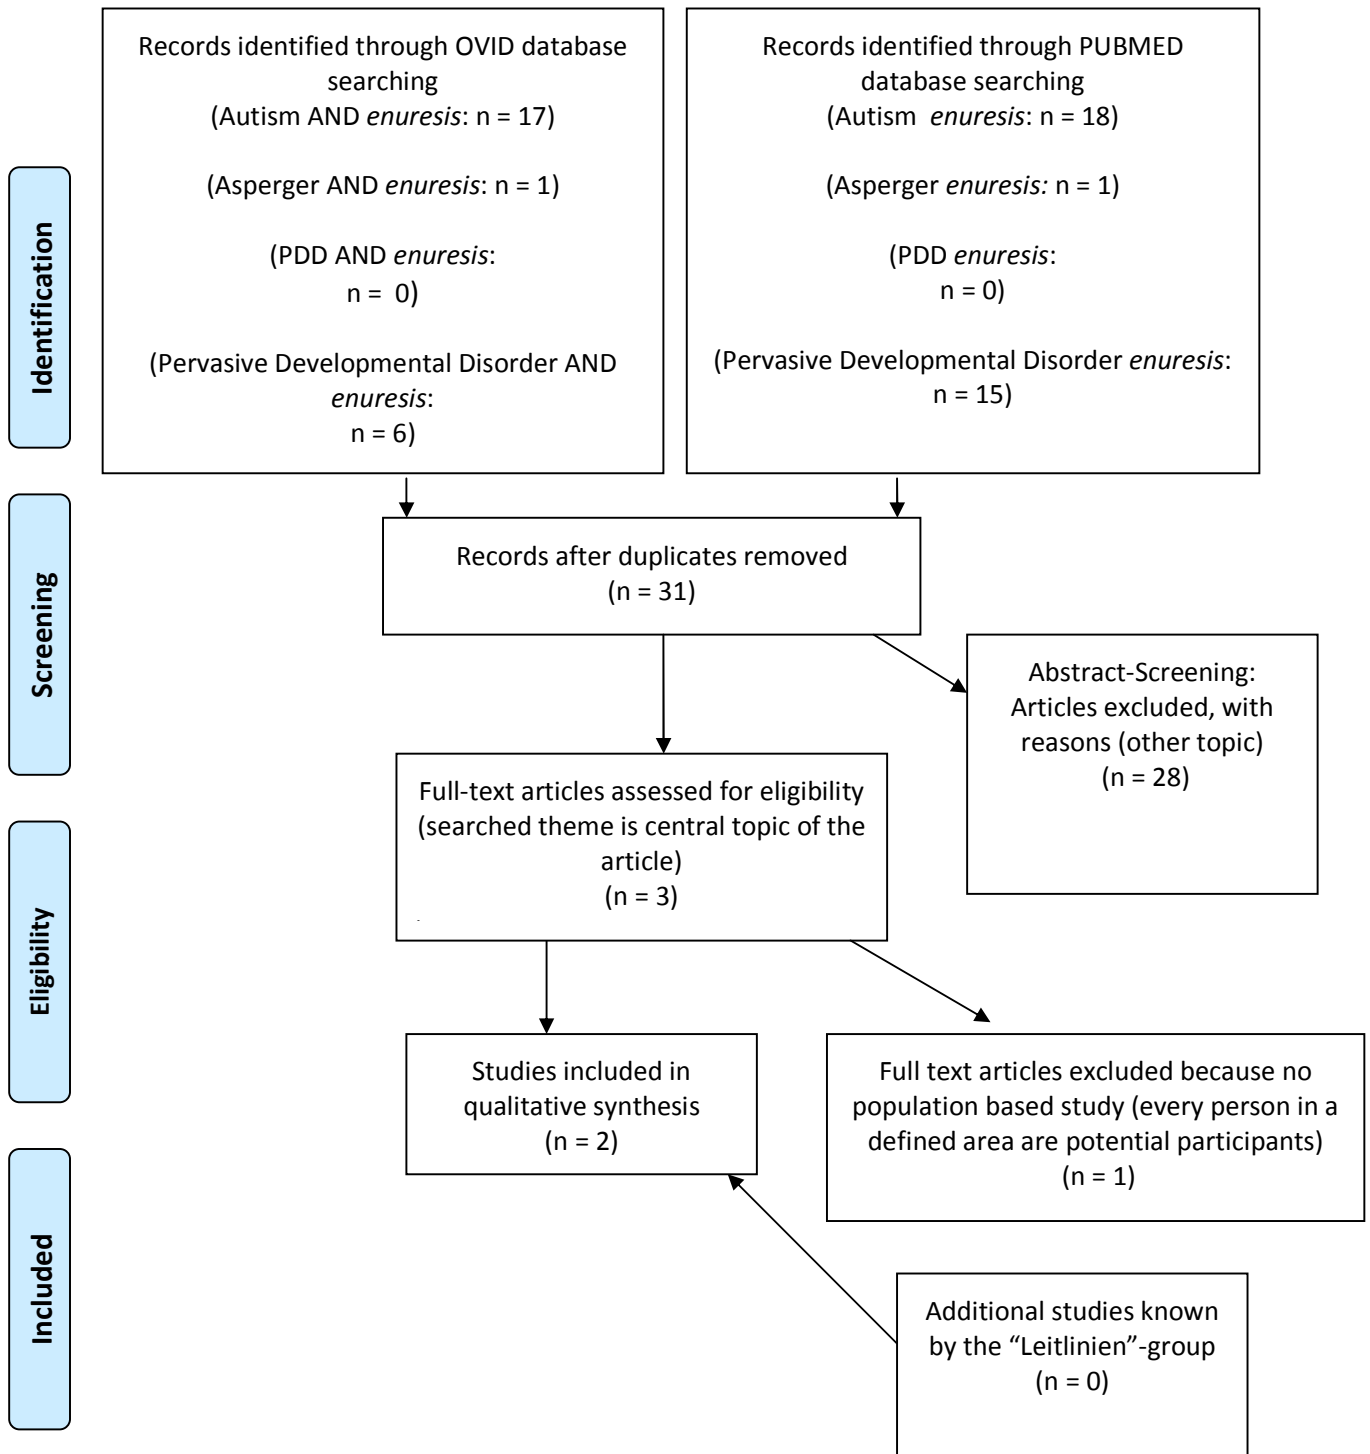 Records identified through OVID database
searching
(Autism AND enuresis: n = 17)
(Asperger AND enuresis: n = 1)
(PDD AND enuresis:
n =  0)
(Pervasive Developmental Disorder AND
enuresis:
n = 6)
Records identified through PUBMED
database searching
(Autism  enuresis: n = 18)
(Asperger enuresis: n = 1)
(PDD enuresis:
n = 0)
(Pervasive Developmental Disorder enuresis:
n = 15)
Identification
Records after duplicates removed
(n = 31)
Screening
Abstract-Screening:
Articles excluded, with
reasons (other topic)
(n = 28)
Full-text articles assessed for eligibility
(searched theme is central topic of the
article)
(n = 3)
Eligibility
Studies included in
qualitative synthesis
(n = 2)
Full text articles excluded because no
population based study (every person in a
defined area are potential participants)
(n = 1)
Included
Additional studies known
by the “Leitlinien”-group
(n = 0)